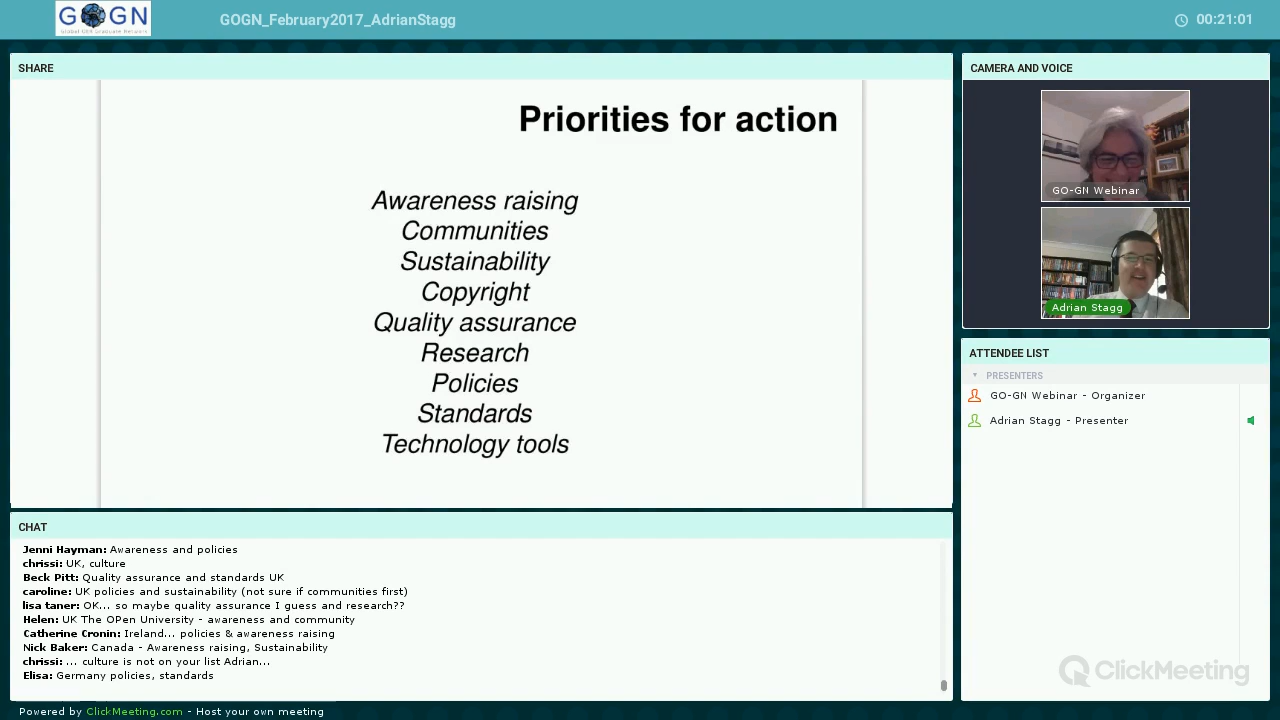 GOGN
Global OER Graduate Network
GOGN_February2017_AdrianStagg
00:21:01
SHARE
Priorities for action
Awareness raising
Communities
Sustainability
Copyright
Quality assurance
Research
Policies
Standards
Technology tools
CAMERA AND VOICE
GO-GN Webinar
Adrian Stagg
ATTENDEE LIST
PRESENTERS
GO-GN Webinar - Organizer
Adrian Stagg - Presenter
CHAT
Jenni Hayman: Awareness and policies
chrissi: UK, culture
Beck Pitt: Quality assurance and standards UK
caroline: UK policies and sustainability (not sure if communities first)
lisa taner: OK... so maybe quality assurance I guess and research??
Helen: UK The OPen University - awareness and community
Catherine Cronin: Ireland... policies & awareness raising
Nick Baker: Canada - Awareness raising, Sustainability
chrissi: ... culture is not on your list Adrian...
Elisa: Germany policies, standards
ClickMeeting
Powered by ClickMeeting.com - Host your own meeting